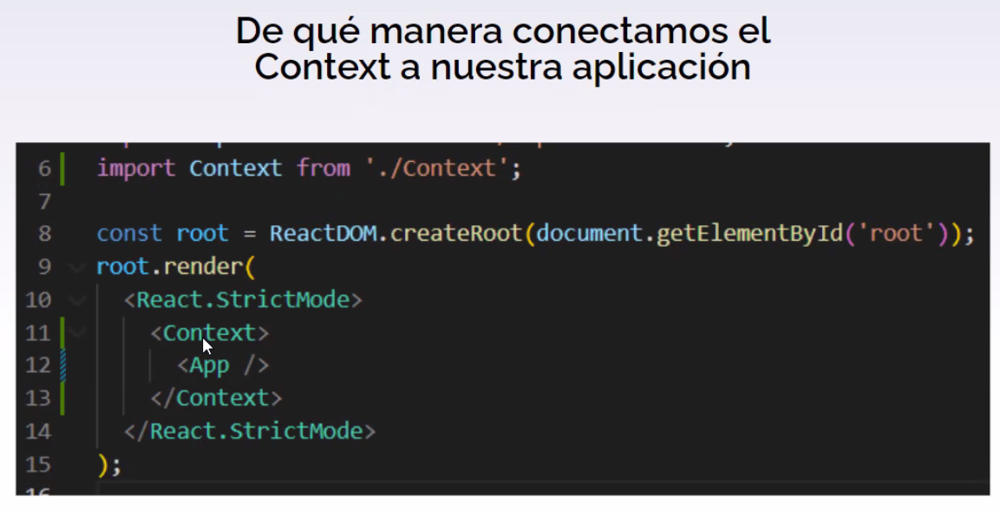 De qué manera conectamos el
Context a nuestra aplicación
6 import Context from './Context';
7
8 const root = ReactDOM.createRoot(document.getElementById('root'));
9 root.render(
10 <React.StrictMode>
11 <Context>
12 <App />
13 </Context>
14 </React.StrictMode>
15 );
16